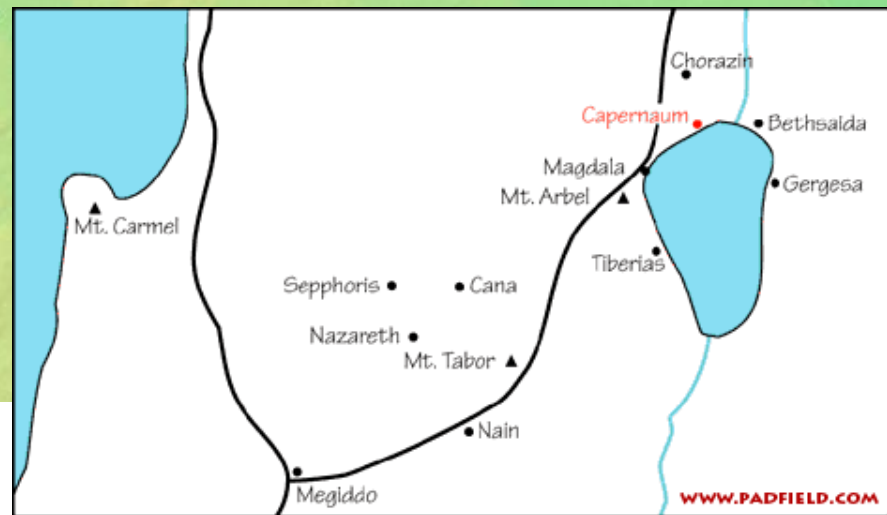 Chorazin
Capernaum
Bethsaida
Magdala
Gergesa
Mt. Arbel
Mt. Carmel
Tiberias
Sepphoris
Cana
Nazareth
Mt. Tabor
Nain
Megiddo
WWW.PADFIELD.COM